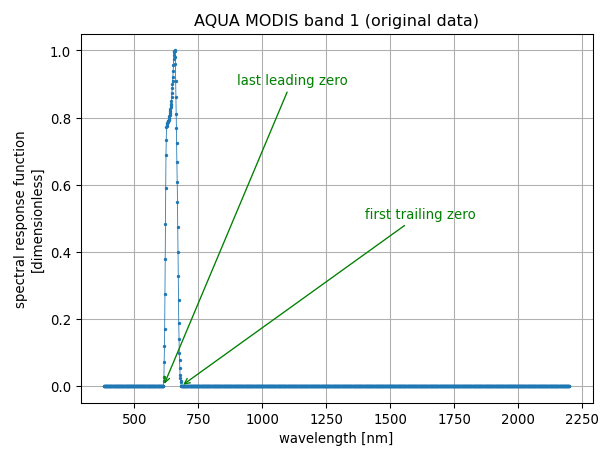 AQUA MODIS band 1 (original data)
spectral response function
[dimensionless]
1.0
0.8
0.6
0.4
0.2
0.0
last leading zero
first trailing zero
500 750 1000 1250 1500 1750 2000 2250
wavelength [nm]